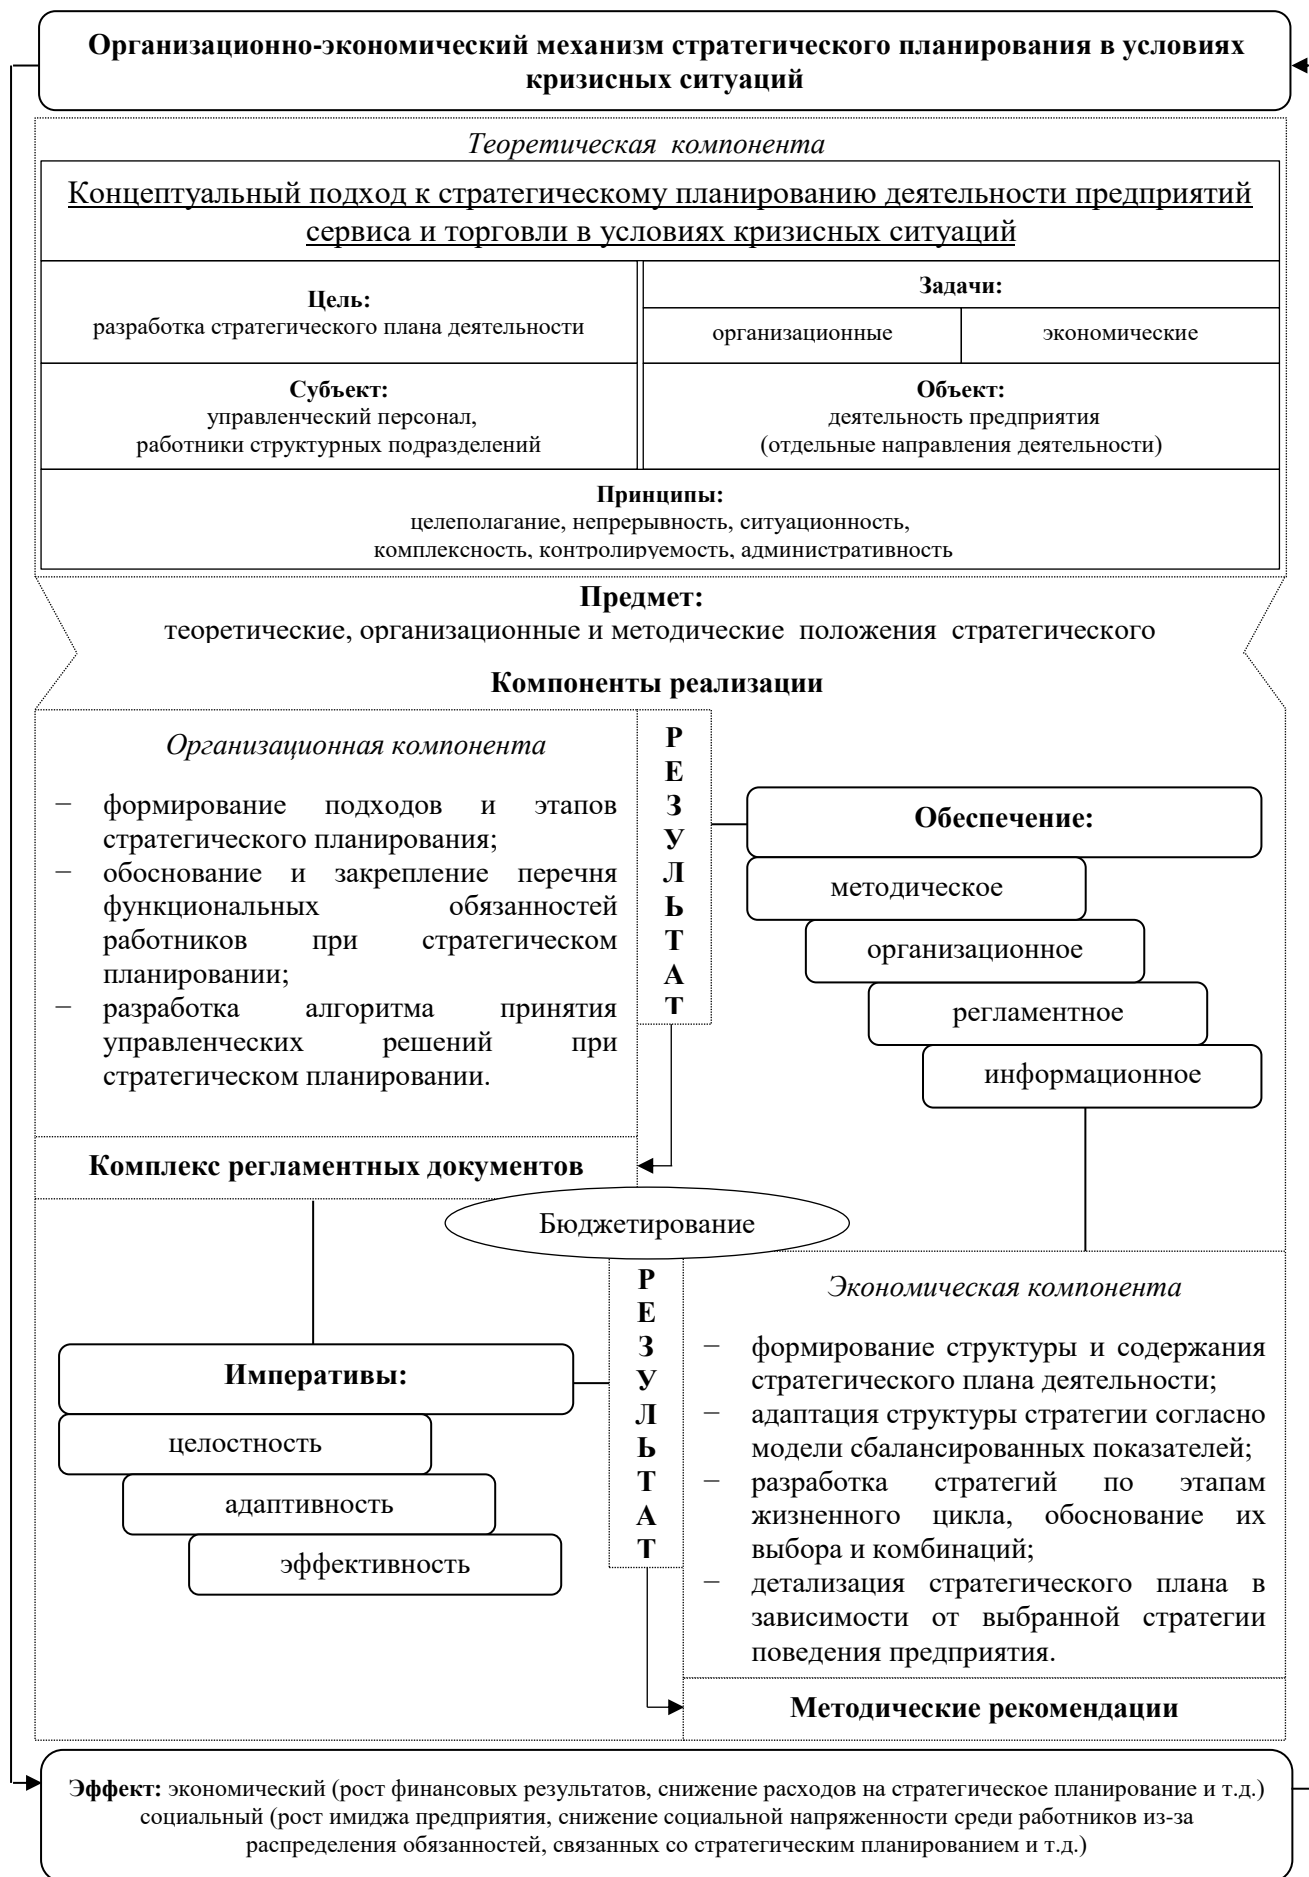 Организационно-экономический механизм стратегического планирования в условиях
кризисных ситуаций
Теоретическая компонента
Концептуальный подход к стратегическому планированию деятельности предприятий
сервиса и торговли в условиях кризисных ситуаций
Цель:
разработка стратегического плана деятельности
Задачи:
организационные
экономические
Субъект:
управленческий персонал,
работники структурных подразделений
Объект:
деятельность предприятия
(отдельные направления деятельности)
Принципы:
целеполагание, непрерывность, ситуационность,
комплексность, контролируемость, административность
Предмет:
теоретические, организационные и методические положения стратегического
Компоненты реализации
Организационная компонента
– формирование подходов и этапов
стратегического планирования;
– обоснование и закрепление перечня
функциональных обязанностей
работников при стратегическом
планировании;
– разработка алгоритма принятия
управленческих решений при
стратегическом планировании.
Р
Е
З
У
Л
Ь
Т
А
Т
Обеспечение:
методическое
организационное
регламентное
информационное
Комплекс регламентных документов
Бюджетирование
Императивы:
целостность
адаптивность
эффективность
Р
Е
З
У
Л
Ь
Т
А
Т
Экономическая компонента
– формирование структуры и содержания
стратегического плана деятельности;
– адаптация структуры стратегии согласно
модели сбалансированных показателей;
– разработка стратегий по этапам
жизненного цикла, обоснование их
выбора и комбинаций;
– детализация стратегического плана в
зависимости от выбранной стратегии
поведения предприятия.
Методические рекомендации
Эффект: экономический (рост финансовых результатов, снижение расходов на стратегическое планирование и т.д.)
социальный (рост имиджа предприятия, снижение социальной напряженности среди работников из-за
распределения обязанностей, связанных со стратегическим планированием и т.д.)